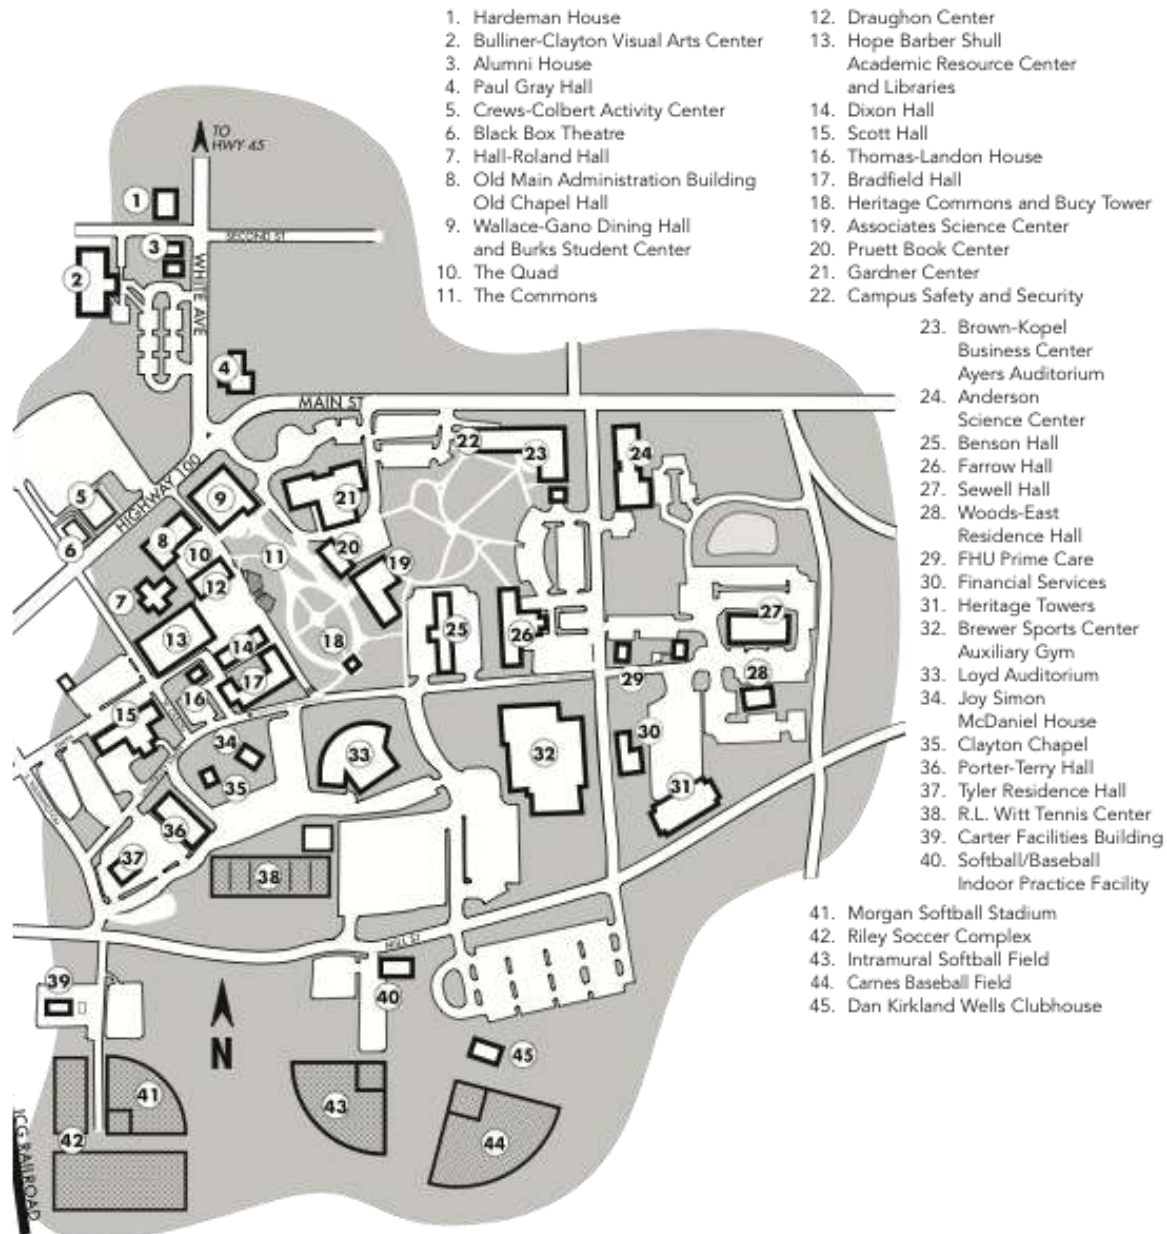 1. Hardeman House
2. Bulliner-Clayton Visual Arts Center
3. Alumni House
4. Paul Gray Hall
5. Crews-Colbert Activity Center
6. Black Box Theatre
7. Hall-Roland Hall
8. Old Main Administration Building
Old Chapel Hall
9. Wallace-Gano Dining Hall
and Burks Student Center
10. The Quad
11. The Commons
12. Draughon Center
13. Hope Barber Shull
Academic Resource Center
and Libraries
14. Dixon Hall
15. Scott Hall
16. Thomas-Landon House
17. Bradfield Hall
18. Heritage Commons and Bucy Tower
19. Associates Science Center
20. Pruett Book Center
21. Gardner Center
22. Campus Safety and Security
23. Brown-Kopel
Business Center
Ayers Auditorium
24. Anderson
Science Center
25. Benson Hall
26. Farrow Hall
27. Sewell Hall
28. Woods-East
Residence Hall
29. FHU Prime Care
30. Financial Services
31. Heritage Towers
32. Brewer Sports Center
Auxiliary Gym
33. Loyd Auditorium
34. Joy Simon
McDaniel House
35. Clayton Chapel
36. Porter-Terry Hall
37. Tyler Residence Hall
38. R.L. Witt Tennis Center
39. Carter Facilities Building
40. Softball/Baseball
Indoor Practice Facility
41. Morgan Softball Stadium
42. Riley Soccer Complex
43. Intramural Softball Field
44. Carnes Baseball Field
45. Dan Kirkland Wells Clubhouse
TO
HWY 45
1
SECOND ST
3
2
WHITE AVE
4
MAIN ST
22
23
24
HIGHWAY 100
5
9
21
6
8
10
11
20
19
12
7
27
13
18
25
26
14
17
28
29
16
15
34
30
33
32
35
31
36
37
38
MILL ST
39
40
N
45
41
43
42
44
ICG RAILROAD